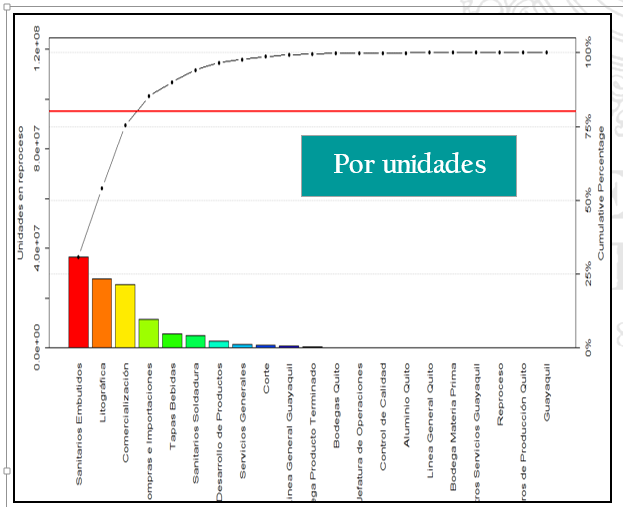 Por unidades
Unidades en reproceso
0.0e+00
4.0e+07
8.0e+07
1.2e+08
Cumulative Percentage
0%
25%
50%
75%
100%
Sanitarios Embutidos
Litográfica
Comercialización
ompras e Importaciones
Tapas Bebidas
Sanitarios Soldadura
Desarrollo de Productos
Servicios Generales
Corte
inea General Guayaquil
ega Producto Terminado
Bodegas Quito
Jefatura de Operaciones
Control de Calidad
Aluminio Quito
Linea General Quito
Bodega Materia Prima
tros Servicios Guayaquil
Reproceso
ros de Producción Quito
Guayaquil